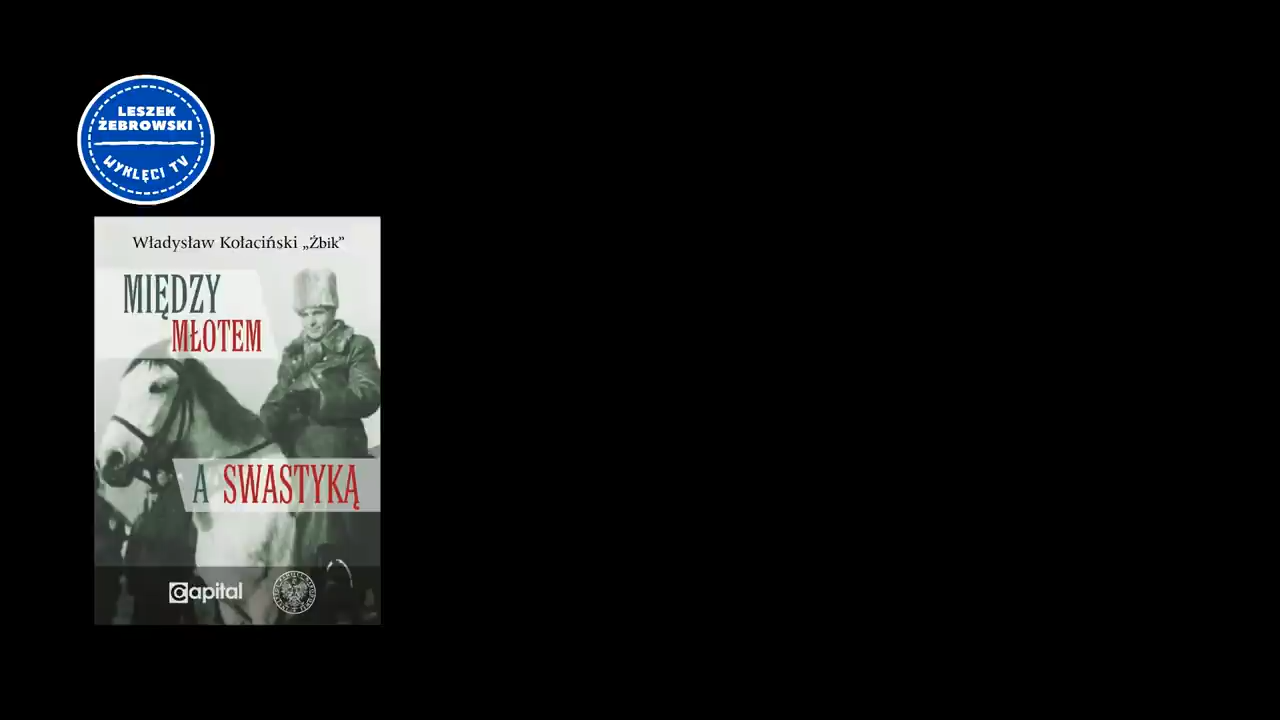 LESZEK
ŻEBROWSKI
WYKLĘCI TV
Władysław Kołaciński „Żbik”
MIĘDZY
MŁOTEM
A SWASTYKĄ
Capital